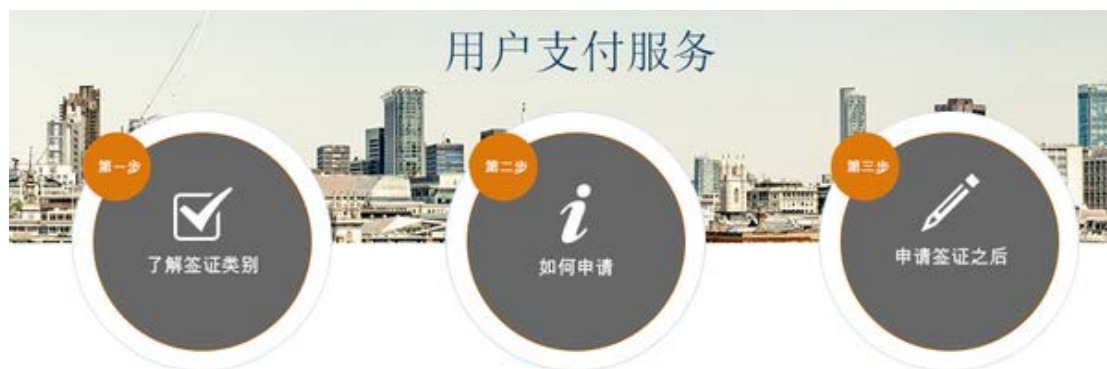 用户支付服务
第一步
了解签证类别
第二步
如何申请
第三步
申请签证之后